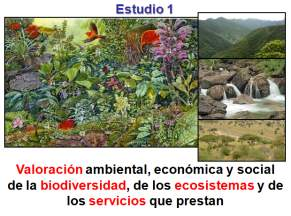 Estudio 1
Valoración ambiental, económica y social
de la biodiversidad, de los ecosistemas y de
los servicios que prestan